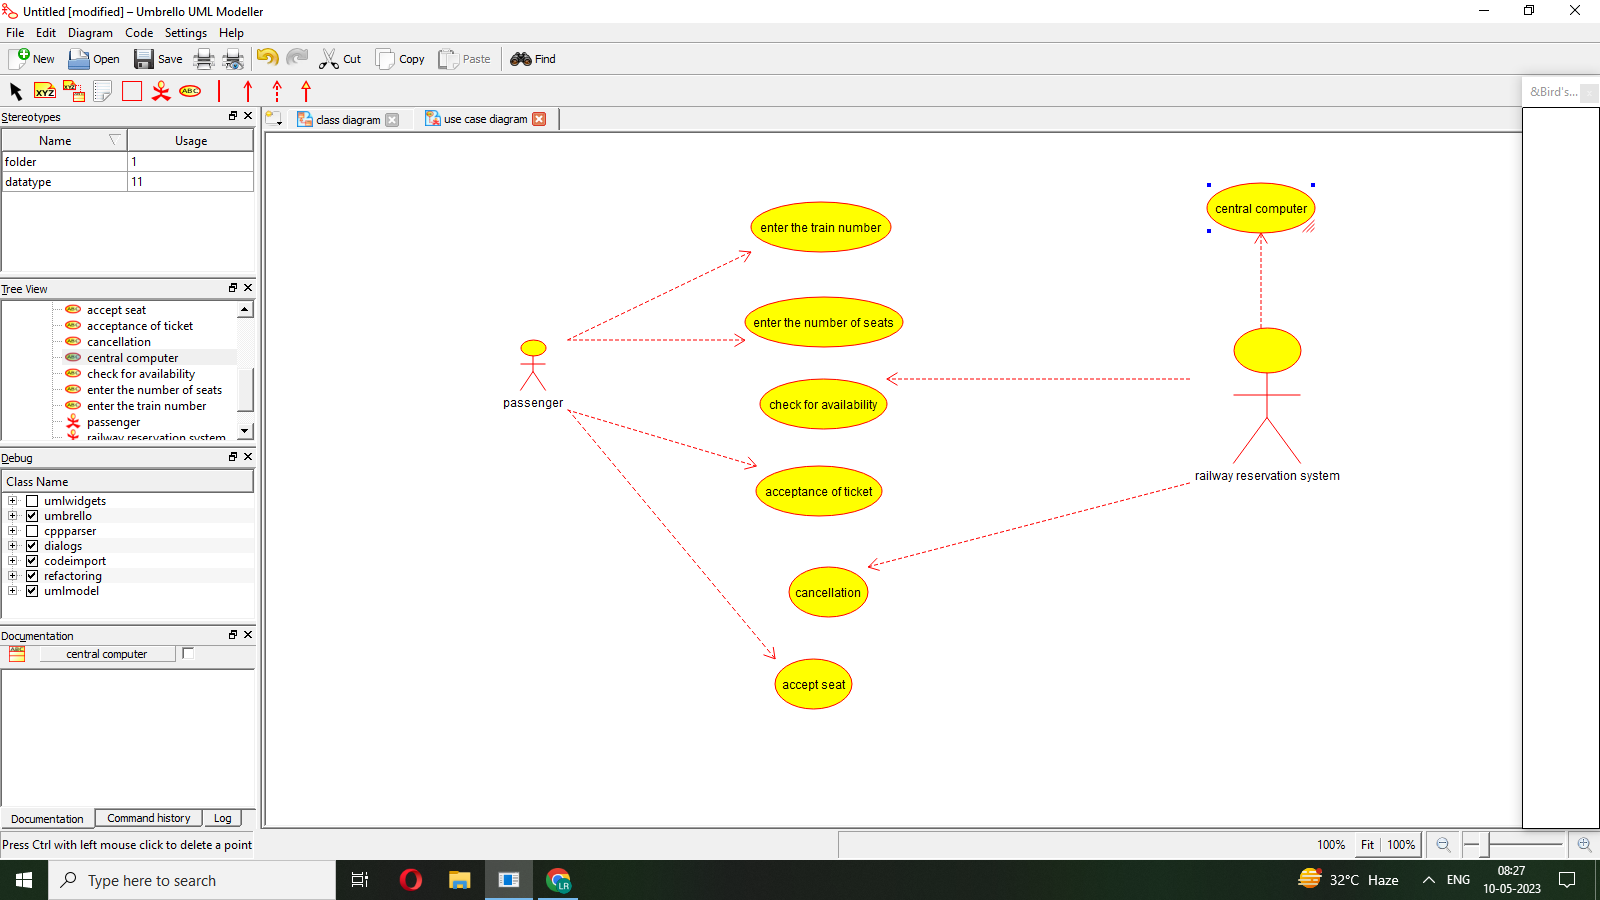 Untitled [modified] – Umbrello UML Modeller
File Edit Diagram Code Settings Help
New Open Save Cut Copy Paste Find
XYZ XYZ ABC
&Bird's...
Stereotypes
class diagram use case diagram
Name Usage
folder 1
datatype 11
Tree View
accept seat
acceptance of ticket
cancellation
central computer
check for availability
enter the number of seats
enter the train number
passenger
railway reservation system
Debug
Class Name
umlwidgets
umbrello
cppparser
dialogs
codeimport
refactoring
umlmodel
Documentation
central computer
Documentation Command history Log
enter the train number
central computer
enter the number of seats
passenger
check for availability
railway reservation system
acceptance of ticket
cancellation
accept seat
Press Ctrl with left mouse click to delete a point
100% Fit 100%
Type here to search
LR
32°C Haze
ENG
08:27
10-05-2023